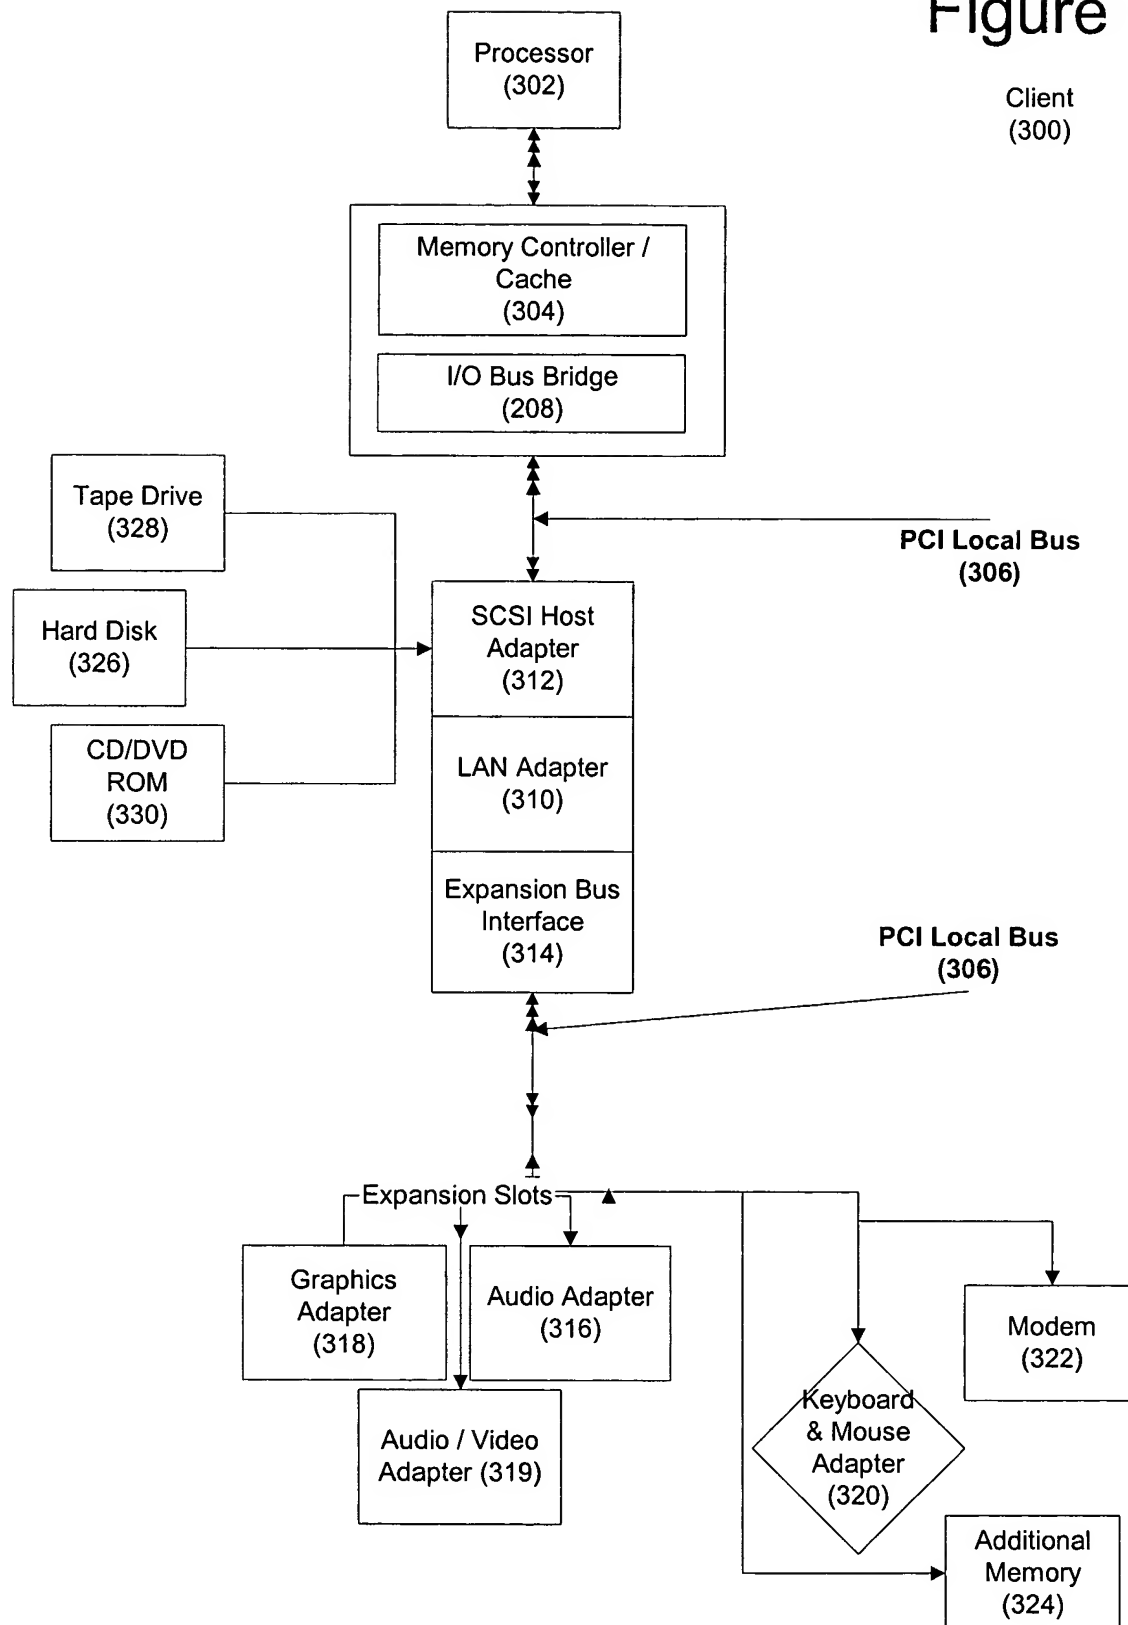 Figure
Client
(300)
Processor
(302)
Memory Controller /
Cache
(304)
I/O Bus Bridge
(208)
Tape Drive
(328)
PCI Local Bus
(306)
Hard Disk
(326)
SCSI Host
Adapter
(312)
CD/DVD
ROM
(330)
LAN Adapter
(310)
Expansion Bus
Interface
(314)
PCI Local Bus
(306)
Expansion Slots
Graphics
Adapter
(318)
Audio Adapter
(316)
Modem
(322)
Audio / Video
Adapter (319)
Keyboard
& Mouse
Adapter
(320)
Additional
Memory
(324)